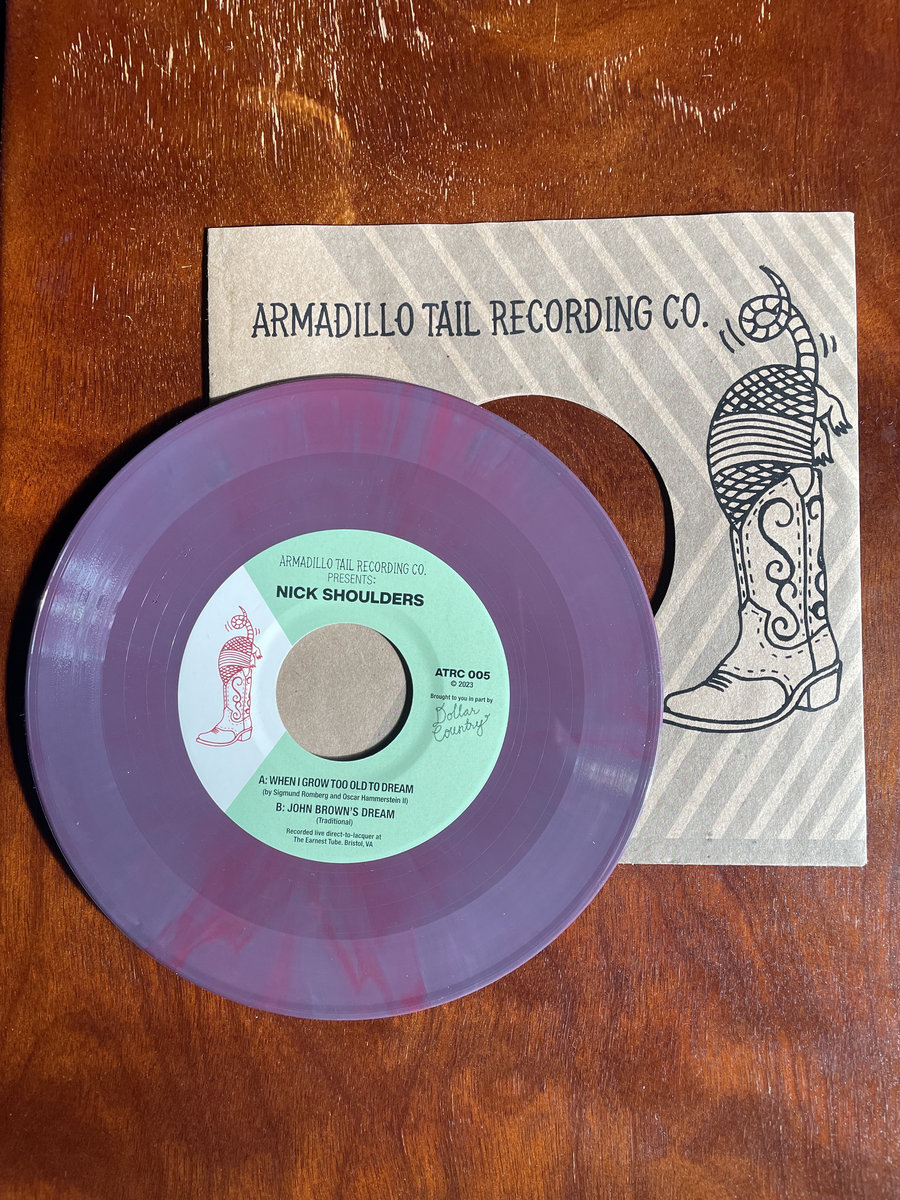 ARMADILLO TAIL RECORDING CO.
ARMADILLO TAIL RECORDING CO.
PRESENTS:
NICK SHOULDERS
ATRC 005
© 2023
Brought to you in part by
Dollar
Country
A: WHEN I GROW TOO OLD TO DREAM
(by Sigmund Romberg and Oscar Hammerstein II)
B: JOHN BROWN'S DREAM
(Traditional)
Recorded live direct-to-lacquer at
The Earnest Tube. Bristol, VA